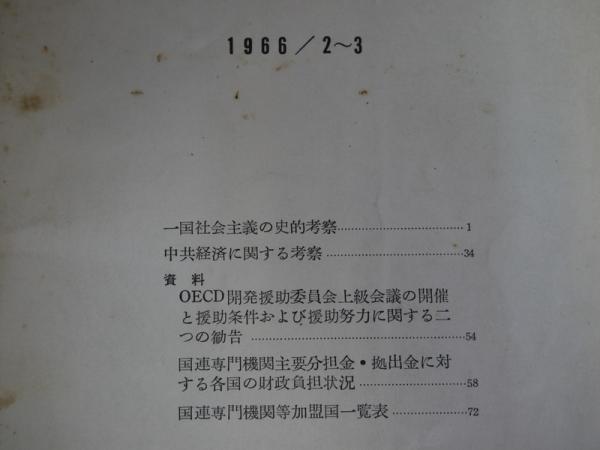 1966／2～3
一国社会主義の史的考察……………………………… 1
中共経済に関する考察………………………………… 34
資　料
OECD開発援助委員会上級会議の開催
と援助条件および援助努力に関する二
つの勧告 ……………………………………………… 54
国連専門機関主要分担金・拠出金に対
する各国の財政負担状況 …………………………… 58
国連専門機関等加盟国一覧表 ……………………… 72